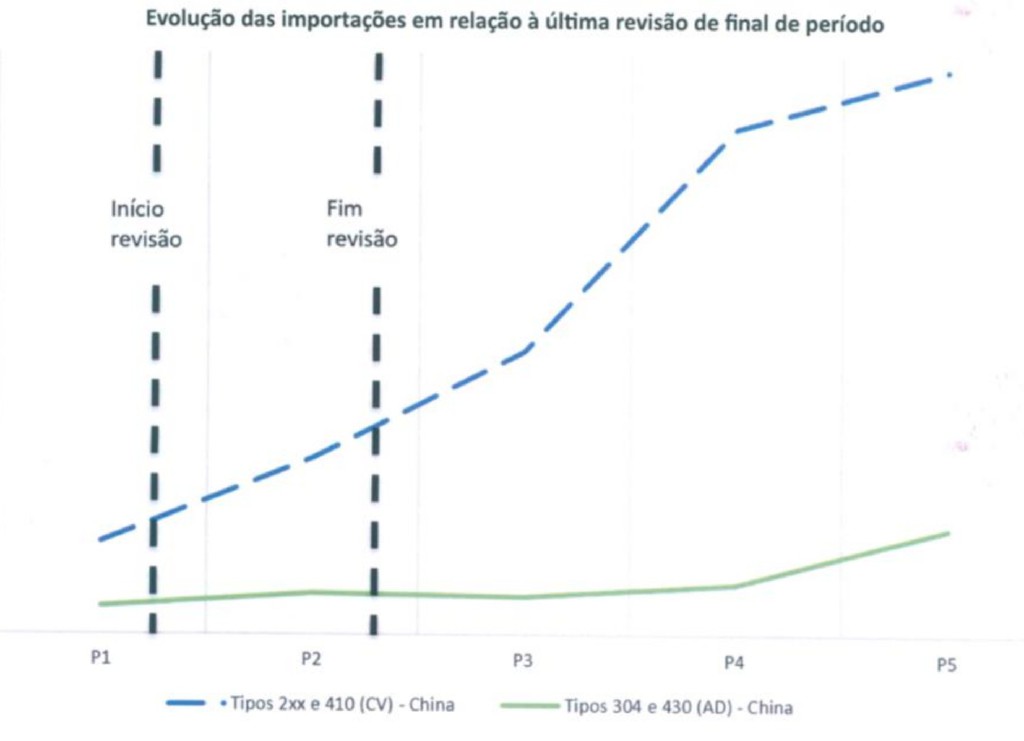 Evolução das importações em relação à última revisão de final de período
Início
revisão
Fim
revisão
P1
P2
P3
P4
P5
Tipos 2xx e 410 (CV) - China
Tipos 304 e 430 (AD) - China